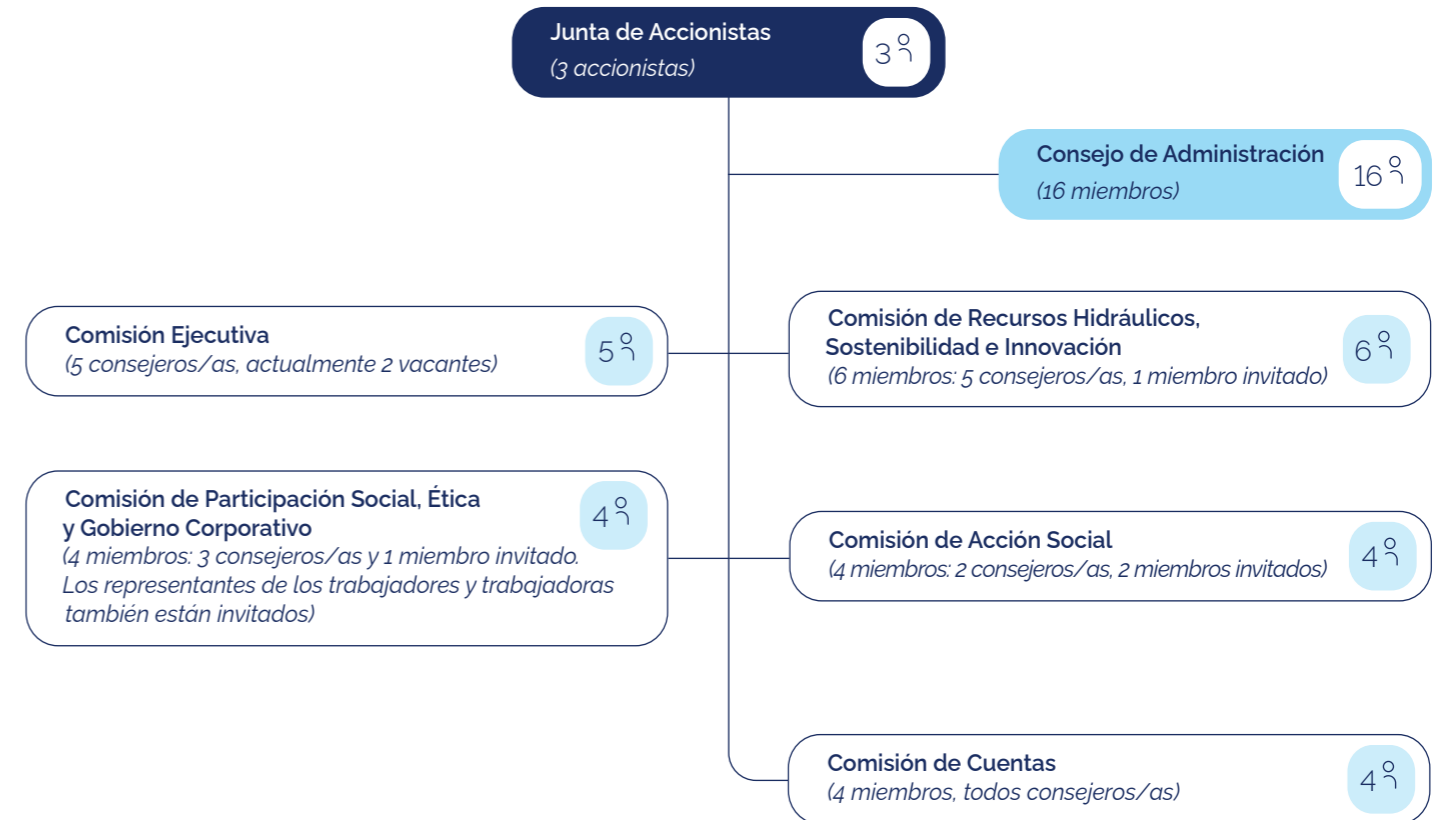 Junta de Accionistas
(3 accionistas)
3
Consejo de Administración
(16 miembros)
16
Comisión Ejecutiva
(5 consejeros/as, actualmente 2 vacantes)
5
Comisión de Recursos Hidráulicos,
Sostenibilidad e Innovación
(6 miembros: 5 consejeros/as, 1 miembro invitado)
6
Comisión de Participación Social, Ética
y Gobierno Corporativo
(4 miembros: 3 consejeros/as y 1 miembro invitado.
Los representantes de los trabajadores y trabajadoras
también están invitados)
4
Comisión de Acción Social
(4 miembros: 2 consejeros/as, 2 miembros invitados)
4
Comisión de Cuentas
(4 miembros, todos consejeros/as)
4